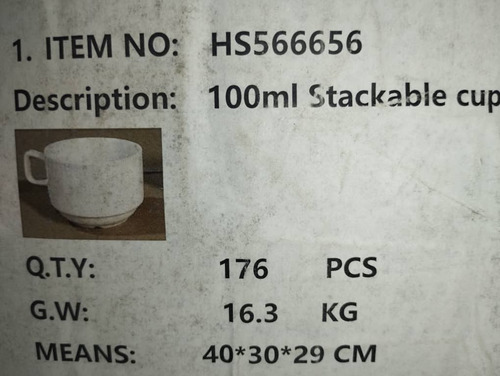 1. ITEM NO: HS566656
Description: 100ml Stackable cup
Q.T.Y: 176 PCS
G.W: 16.3 KG
MEANS: 40*30*29 CM